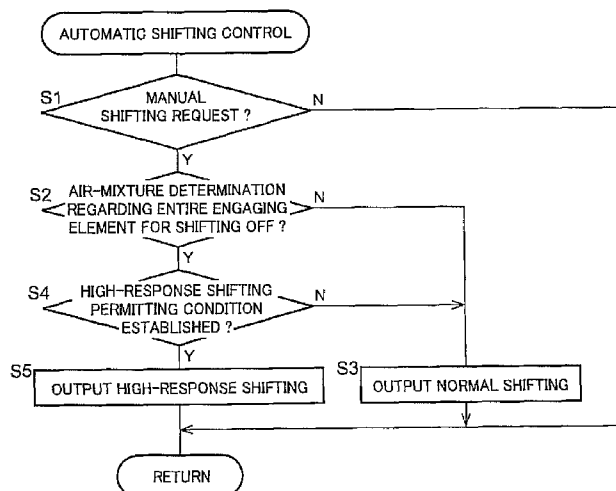 AUTOMATIC SHIFTING CONTROL
S1
MANUAL
SHIFTING REQUEST ?
N
Y
S2
AIR-MIXTURE DETERMINATION
REGARDING ENTIRE ENGAGING
ELEMENT FOR SHIFTING OFF ?
N
Y
S4
HIGH-RESPONSE SHIFTING
PERMITTING CONDITION
ESTABLISHED ?
N
Y
S5
OUTPUT HIGH-RESPONSE SHIFTING
S3
OUTPUT NORMAL SHIFTING
RETURN